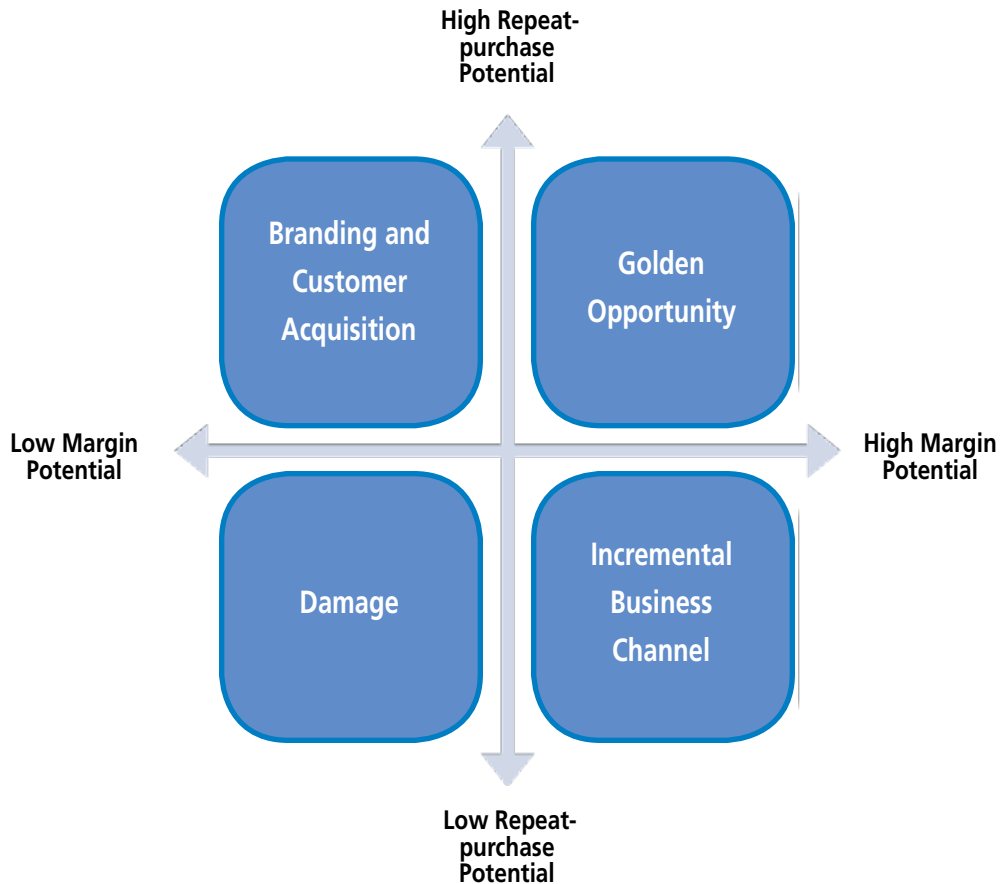 High Repeat-
purchase
Potential
Branding and
Customer
Acquisition
Golden
Opportunity
Low Margin
Potential
High Margin
Potential
Damage
Incremental
Business
Channel
Low Repeat-
purchase
Potential